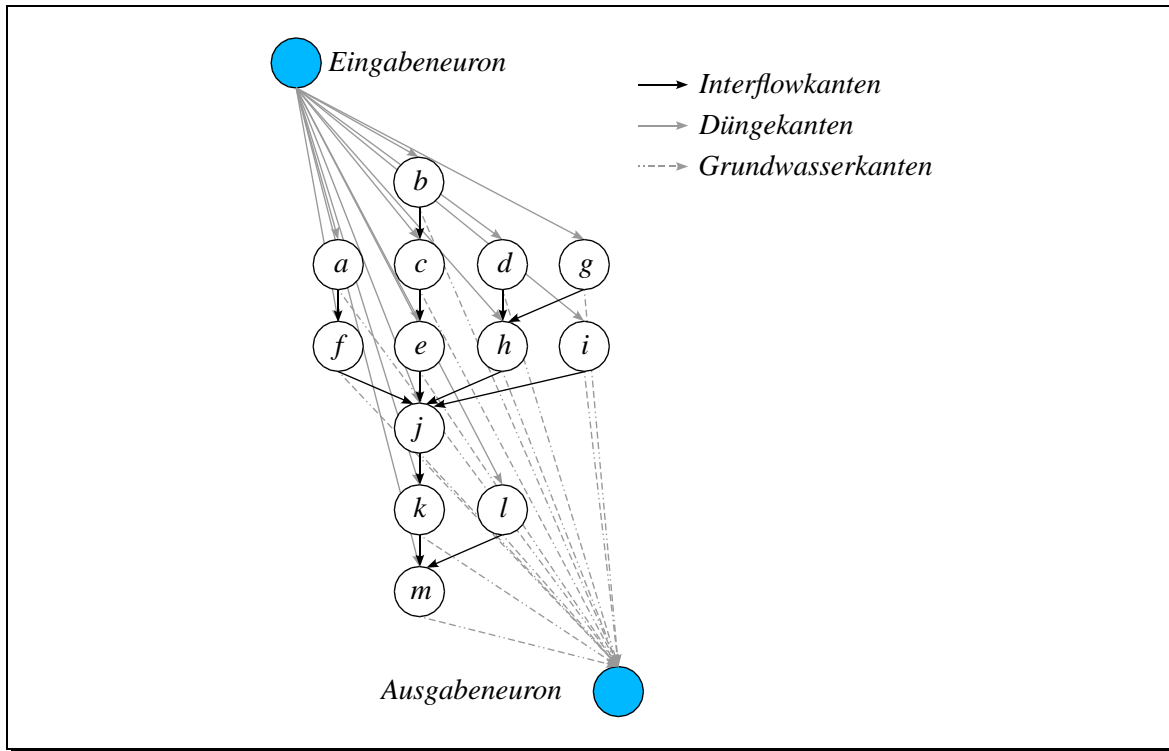 Eingabeneuron
Interflowkanten
Düngekanten
Grundwasserkanten
b
a c d g
f e h i
j
k l
m
Ausgabeneuron